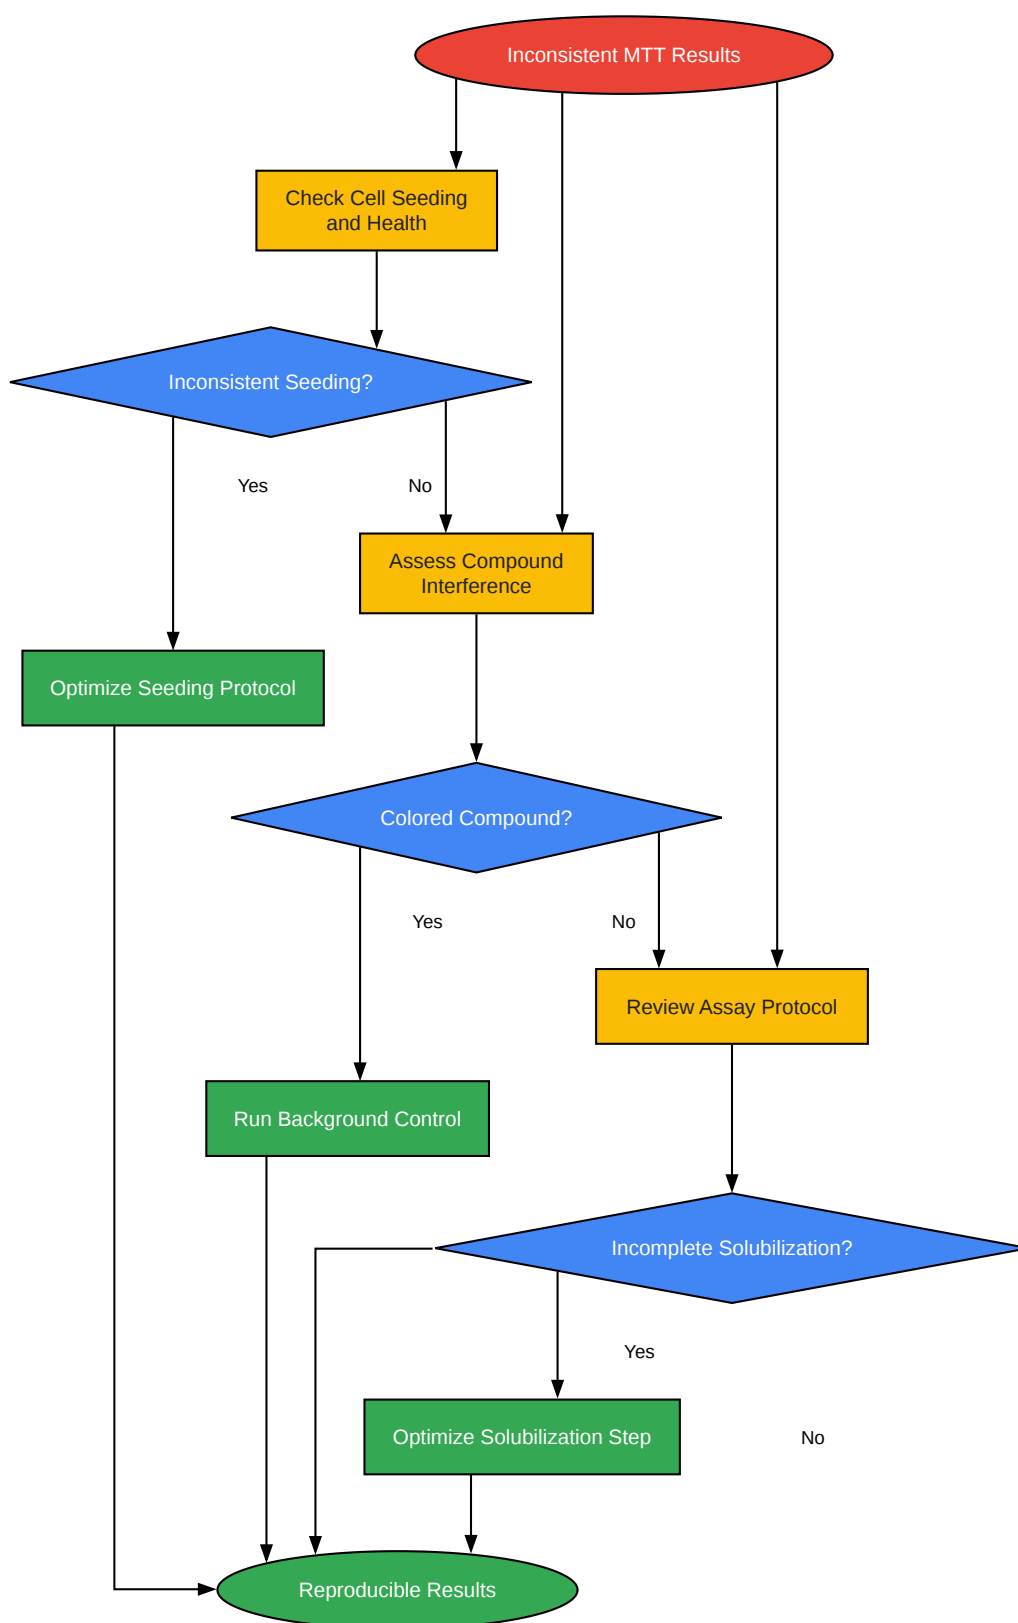 Inconsistent MTT Results
Check Cell Seeding
and Health
Inconsistent Seeding?
Yes
No
Assess Compound
Interference
Optimize Seeding Protocol
Colored Compound?
Yes
No
Review Assay Protocol
Run Background Control
Incomplete Solubilization?
Yes
Optimize Solubilization Step
No
Reproducible Results